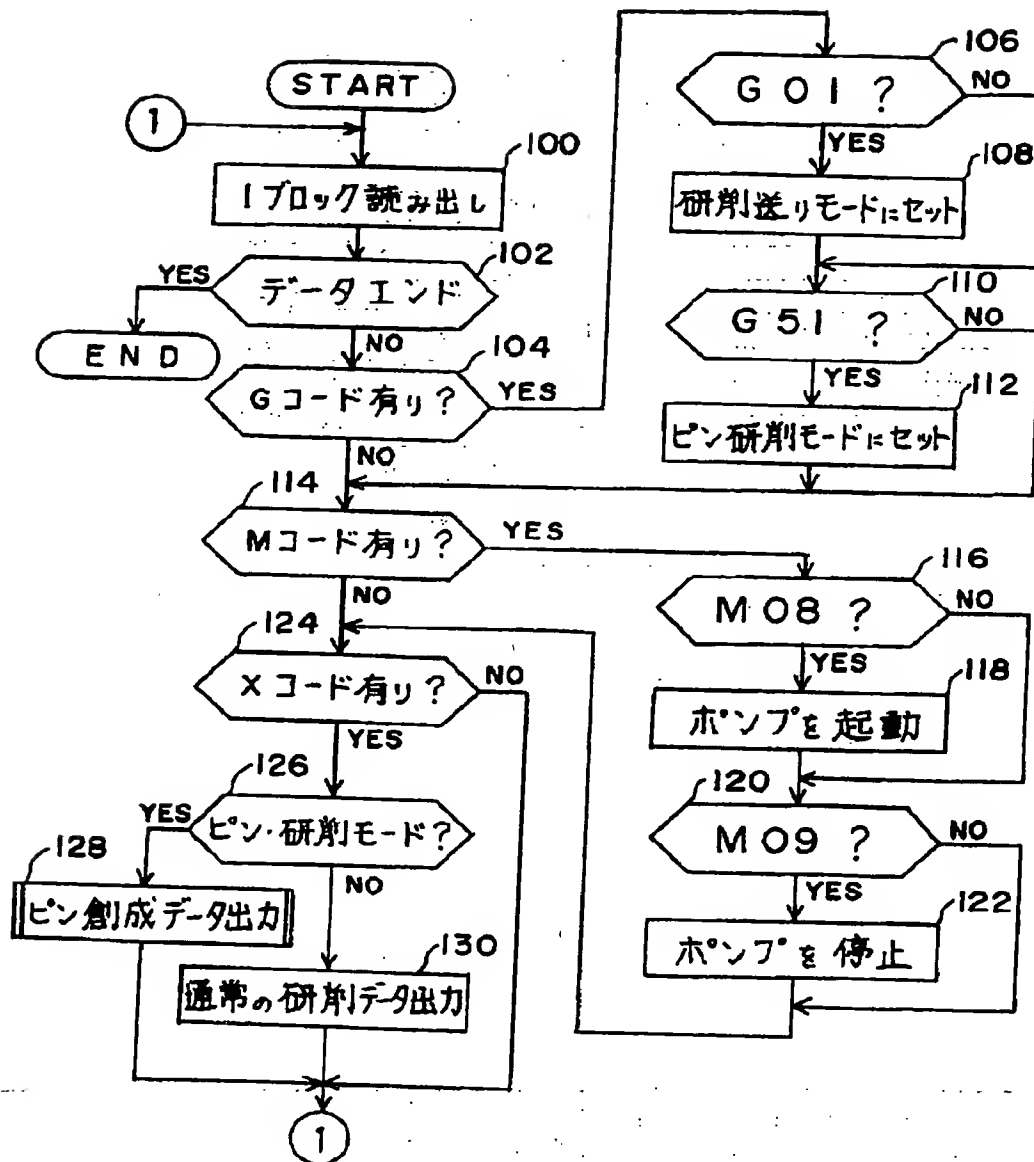 START
1
100
1ブロック読み出し
102
データエンド
YES
NO
END
104
Gコード有り?
YES
NO
106
G01 ?
NO
YES
108
研削送りモードにセット
110
G51 ?
NO
YES
112
ピン研削モードにセット
114
Mコード有り?
YES
NO
116
M08 ?
NO
YES
118
ポンプを起動
120
M09 ?
NO
YES
122
ポンプを停止
124
Xコード有り?
NO
YES
126
ピン・研削モード?
YES
NO
128
ピン創成データ出力
130
通常の研削データ出力
1